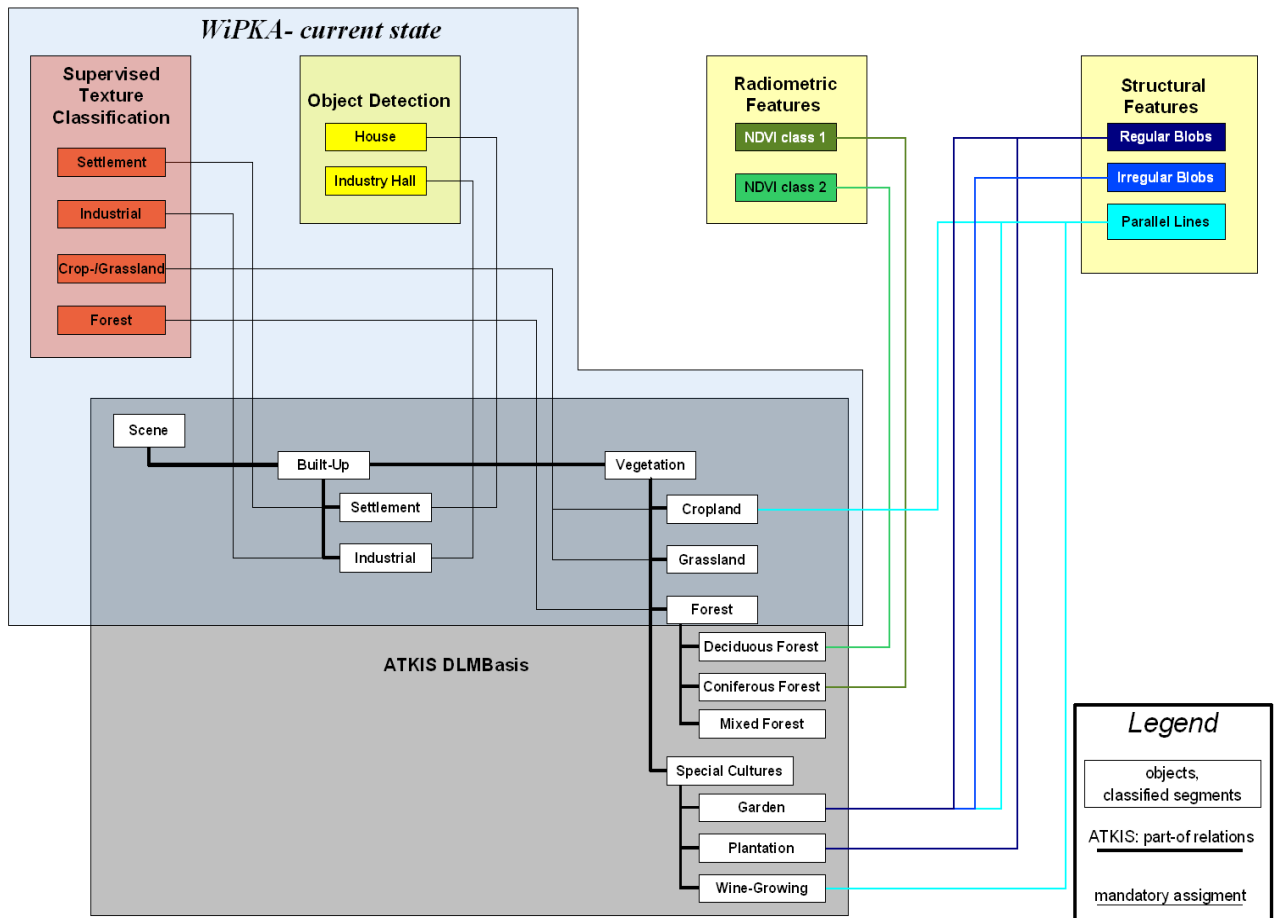 WiPKA- current state
Supervised
Texture
Classification
Settlement
Industrial
Crop-/Grassland
Forest
Object Detection
House
Industry Hall
Radiometric
Features
NDVI class 1
NDVI class 2
Structural
Features
Regular Blobs
Irregular Blobs
Parallel Lines
Scene
Built-Up
Vegetation
Settlement
Cropland
Industrial
Grassland
Forest
Deciduous Forest
ATKIS DLMBasis
Coniferous Forest
Mixed Forest
Special Cultures
Garden
Plantation
Wine-Growing
Legend
objects,
classified segments
ATKIS: part-of relations
mandatory assigment